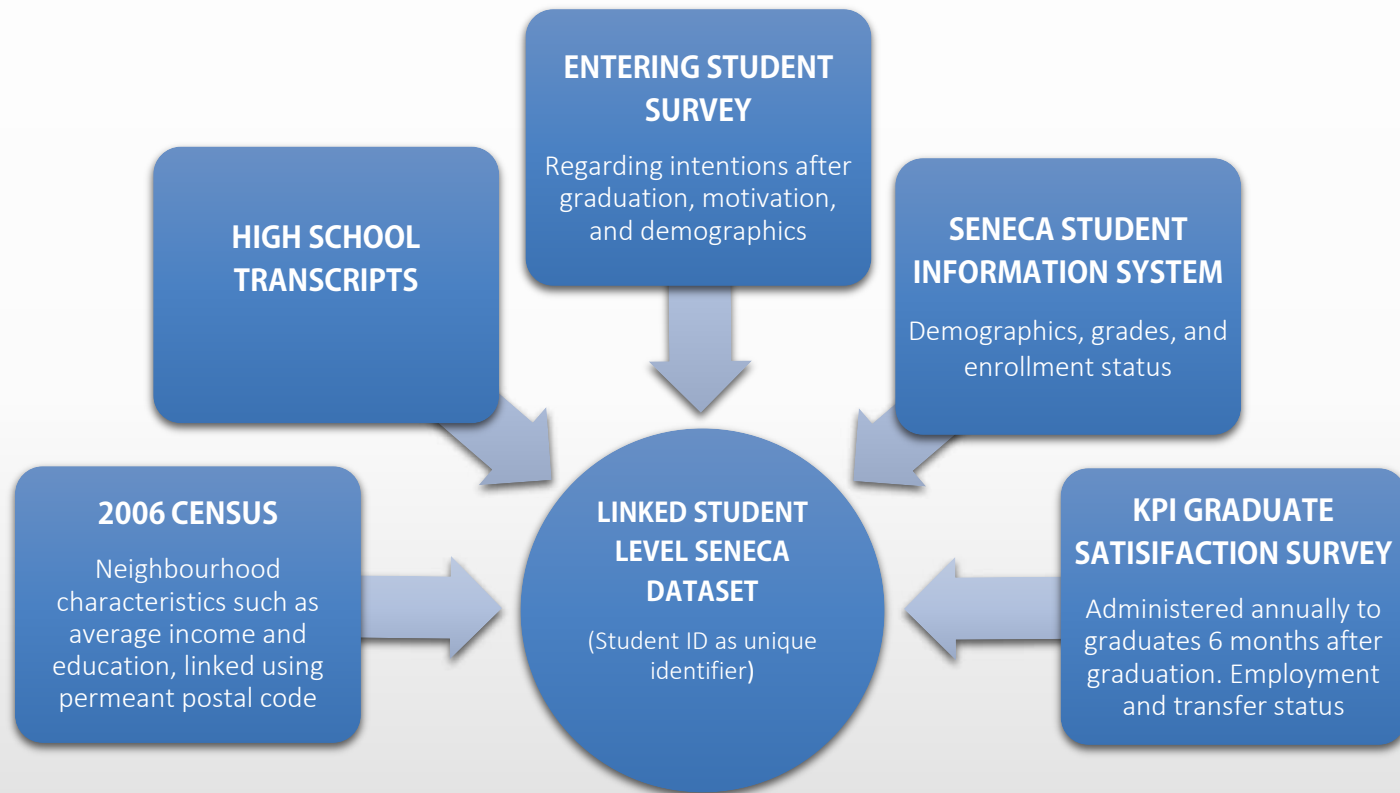 ENTERING STUDENT
SURVEY
Regarding intentions after
graduation, motivation,
and demographics
HIGH SCHOOL
TRANSCRIPTS
SENECA STUDENT
INFORMATION SYSTEM
Demographics, grades, and
enrollment status
2006 CENSUS
Neighbourhood
characteristics such as
average income and
education, linked using
permeant postal code
LINKED STUDENT
LEVEL SENECA
DATASET
(Student ID as unique
identifier)
KPI GRADUATE
SATISIFACTION SURVEY
Administered annually to
graduates 6 months after
graduation. Employment
and transfer status